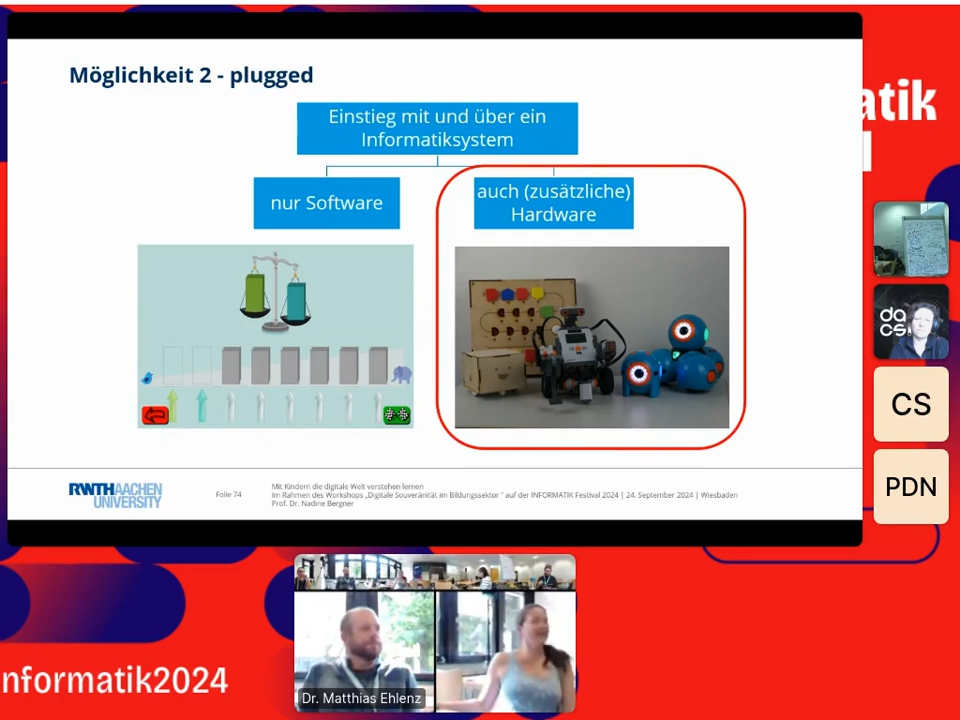 Möglichkeit 2 - plugged
Einstieg mit und über ein
Informatiksystem
nur Software
auch (zusätzliche)
Hardware
RWTH AACHEN
UNIVERSITY
Folie 74
Mit Kindern die digitale Welt verstehen lernen
Im Rahmen des Workshops „Digitale Souveränität im Bildungssektor “ auf der INFORMATIK Festival 2024 | 24. September 2024 | Wiesbaden
Prof. Dr. Nadine Bergner
atik
dacs
CS
PDN
Dr. Matthias Ehlenz
nformatik2024